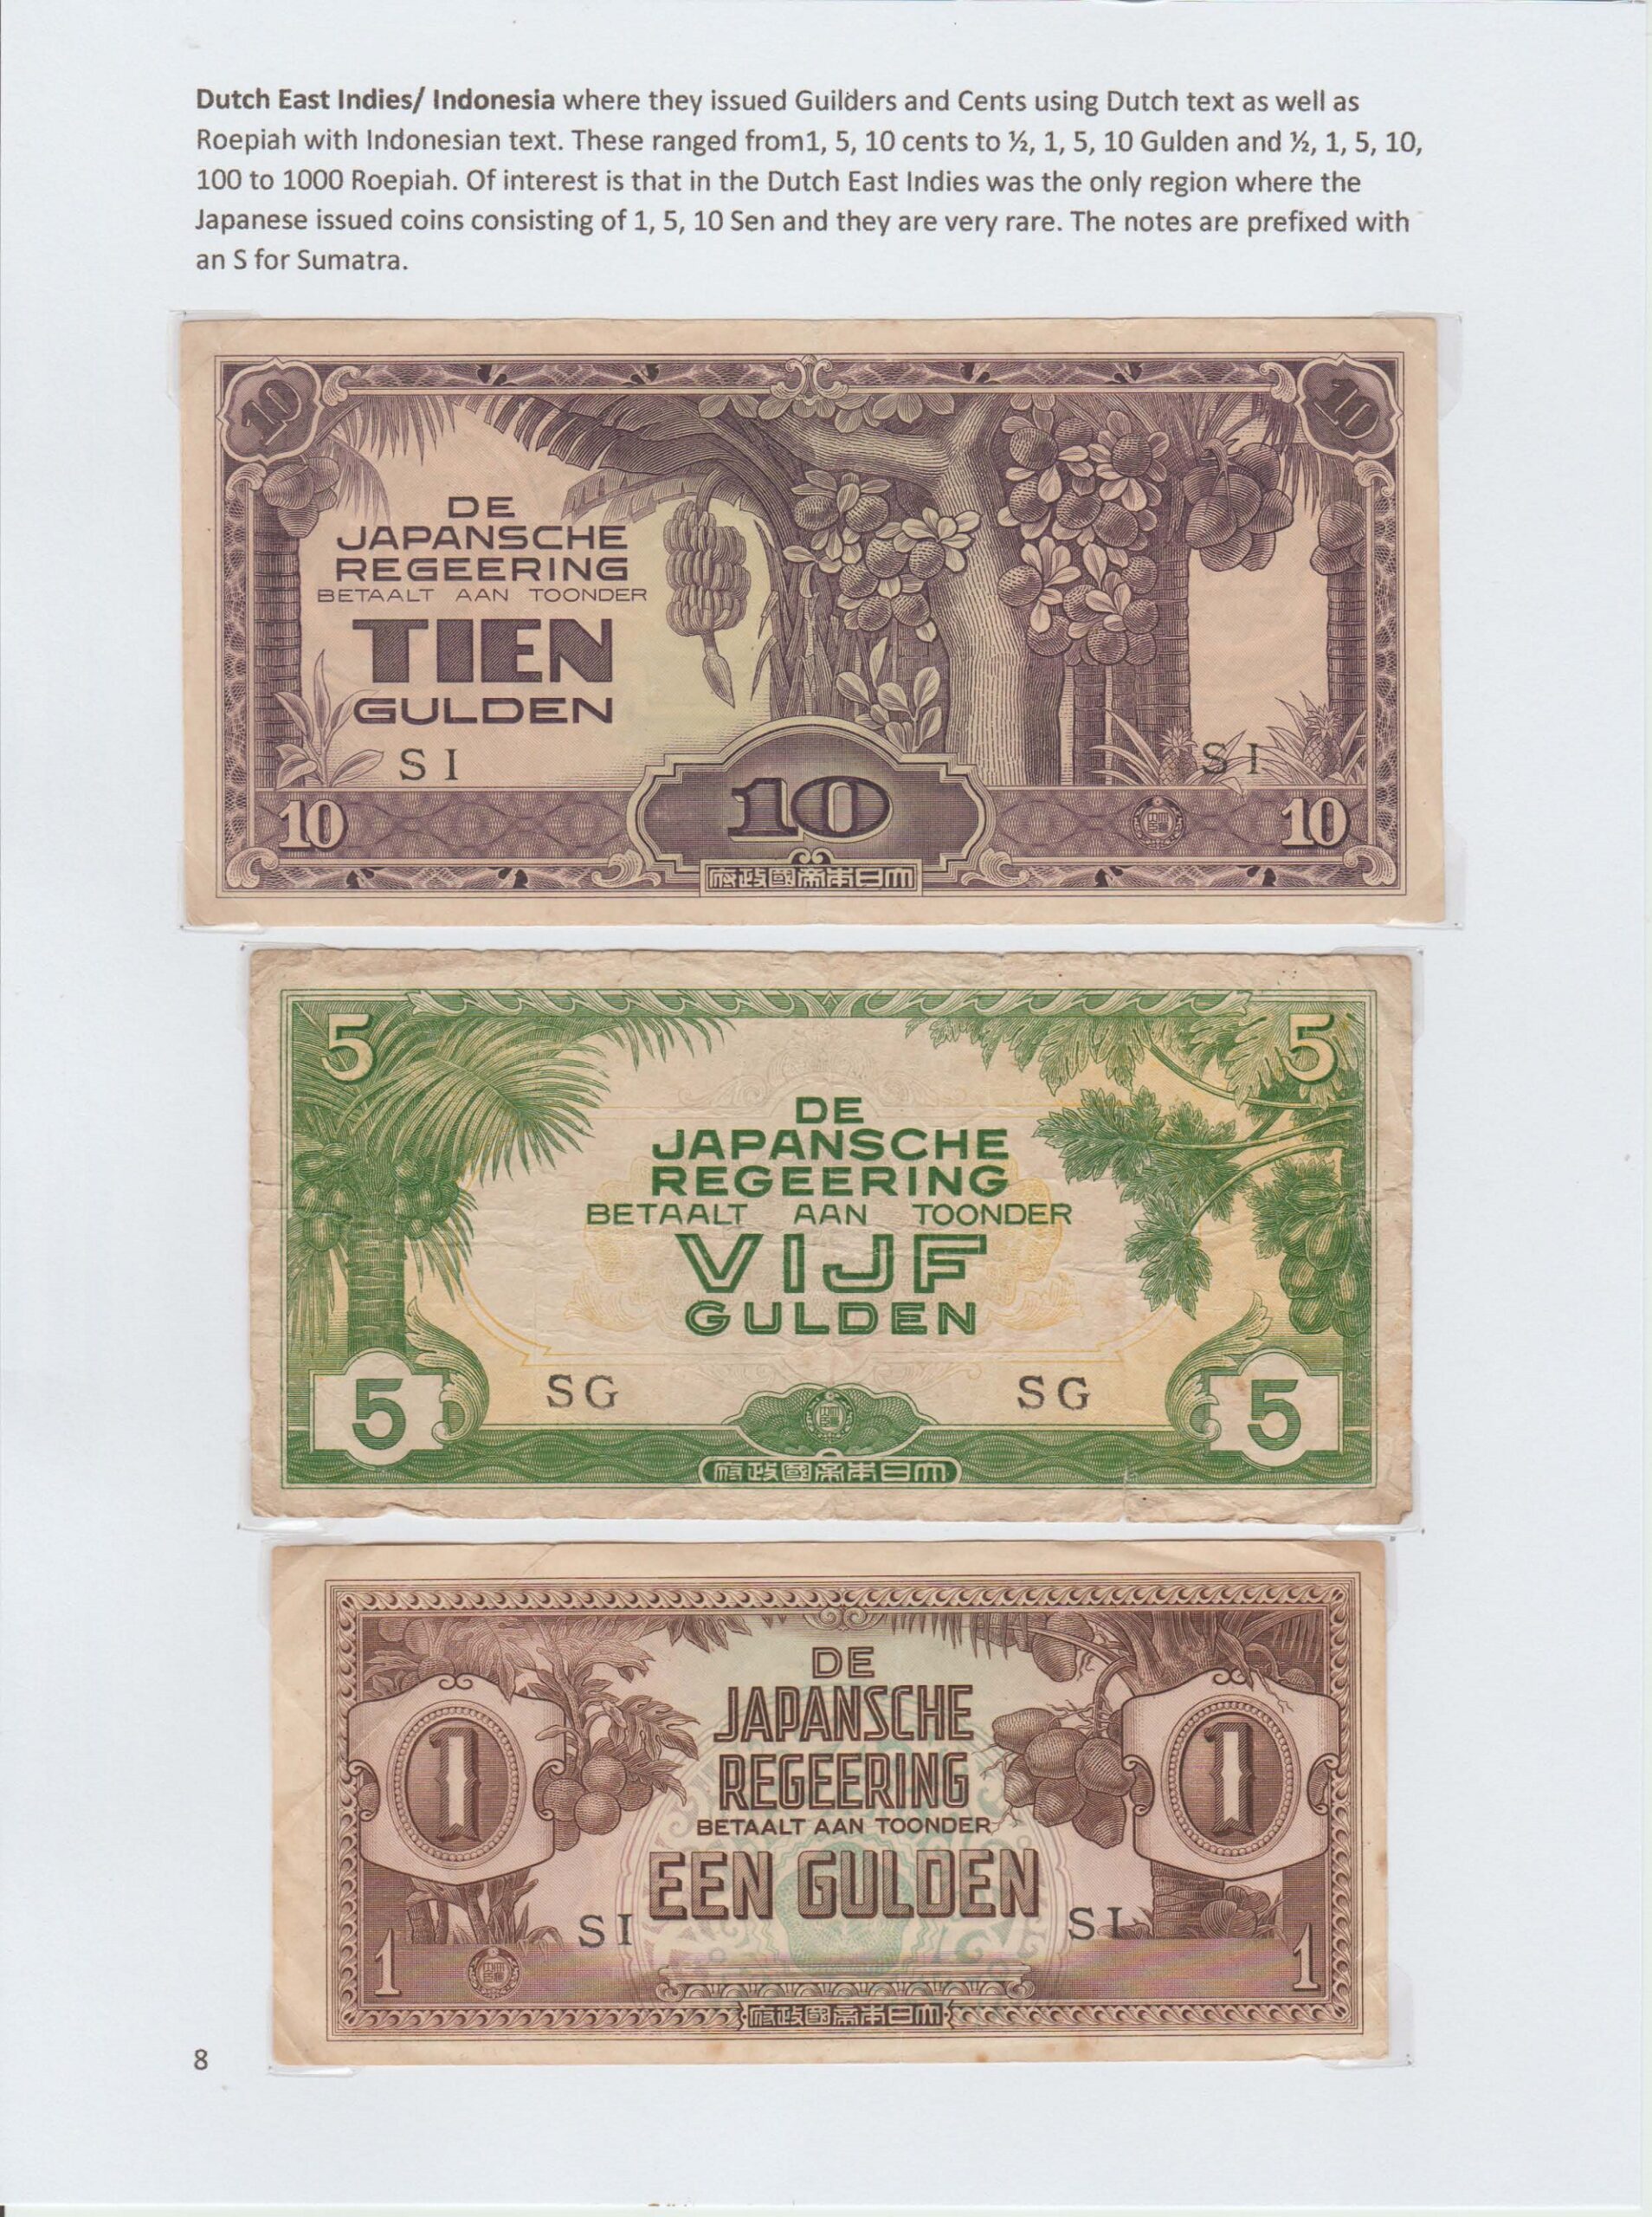 Dutch East Indies/ Indonesia where they issued Guilders and Cents using Dutch text as well as
Roepiah with Indonesian text. These ranged from1, 5, 10 cents to ½, 1, 5, 10 Gulden and ½, 1, 5, 10,
100 to 1000 Roepiah. Of interest is that in the Dutch East Indies was the only region where the
Japanese issued coins consisting of 1, 5, 10 Sen and they are very rare. The notes are prefixed with
an S for Sumatra.
10 10
DE
JAPANSCHE
REGEERING
BETAALT AAN TOONDER
TIEN
GULDEN
SI SI
10 10 10
府政國帝本日大
5 5
DE
JAPANSCHE
REGEERING
BETAALT AAN TOONDER
VIJF
GULDEN
SG SG
5 5
府政國帝本日大
DE
JAPANSCHE
REGEERING
1 1
BETAALT AAN TOONDER
EEN GULDEN
SI SI
1 1
府政國帝本日大
8